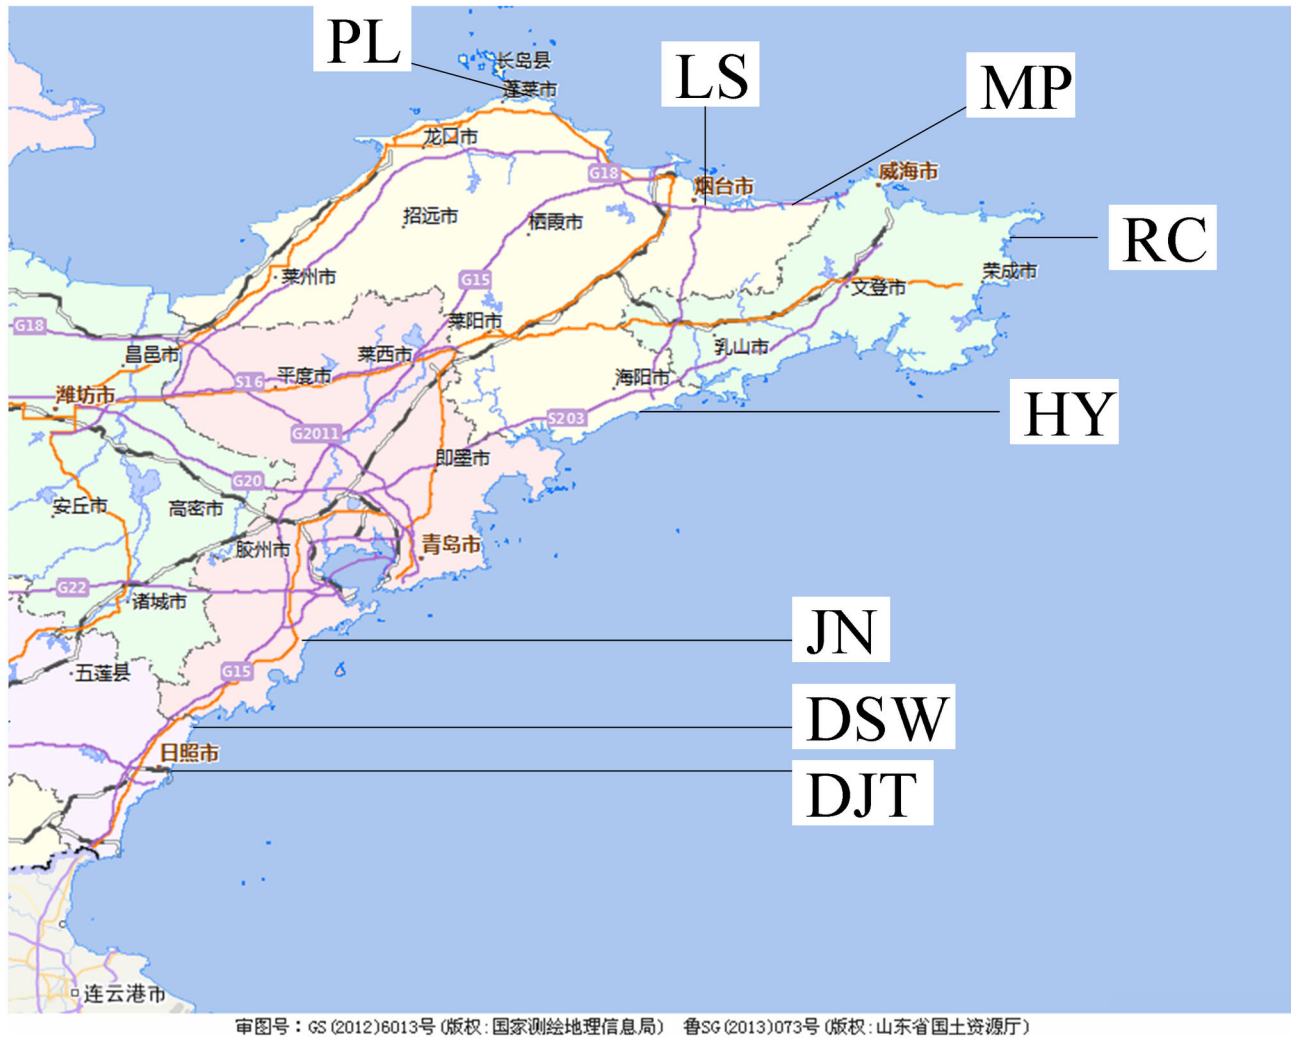 PL
长岛县
LS
MP
蓬莱市
龙口市
G18
威海市
烟台市
招远市
栖霞市
RC
荣成市
莱州市
G15
文登市
G18
莱阳市
昌邑市
莱西市
乳山市
S16
平度市
海阳市
潍坊市
HY
S203
G2011
即墨市
G20
安丘市
高密市
胶州市
青岛市
G22
诸城市
JN
G15
五莲县
DSW
日照市
DJT
连云港市
审图号：GS(2012)6013号(版权:国家测绘地理信息局) 鲁SG(2013)073号(版权:山东省国土资源厅)